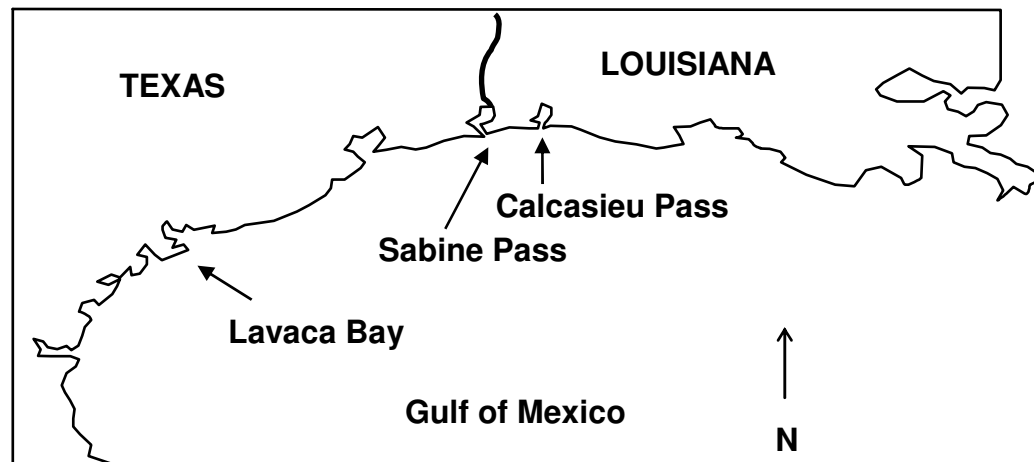 LOUISIANA
TEXAS
Calcasieu Pass
Sabine Pass
Lavaca Bay
Gulf of Mexico
N